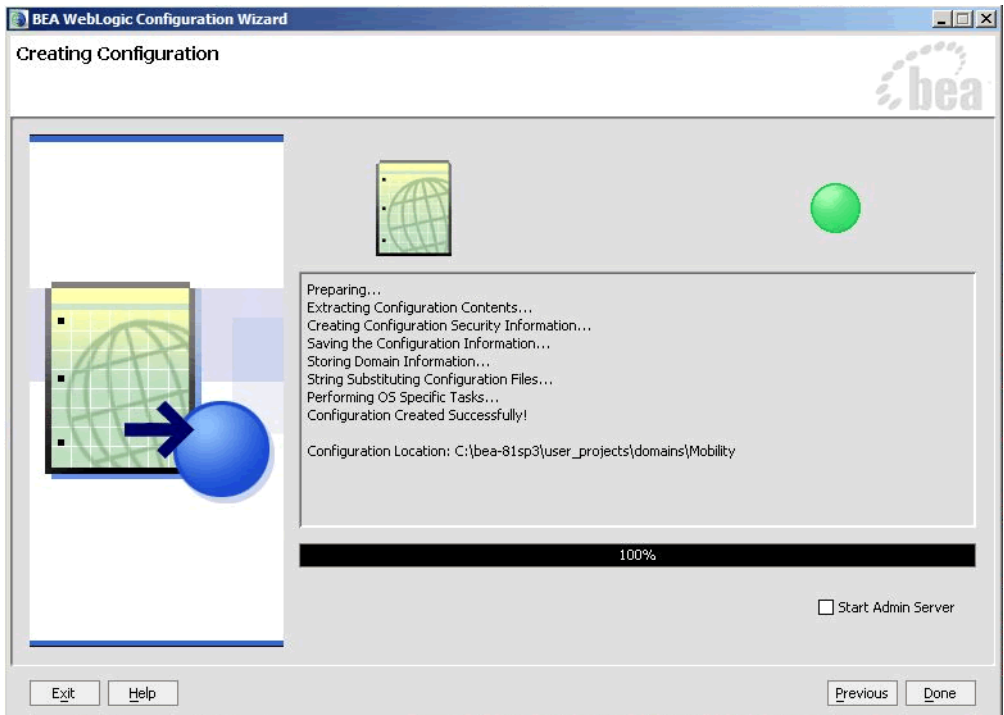 BEA WebLogic Configuration Wizard
Creating Configuration
bea
Preparing...
Extracting Configuration Contents...
Creating Configuration Security Information...
Saving the Configuration Information...
Storing Domain Information...
String Substituting Configuration Files...
Performing OS Specific Tasks...
Configuration Created Successfully!
Configuration Location: C:\bea-81sp3\user_projects\domains\Mobility
100%
Start Admin Server
Exit
Help
Previous
Done